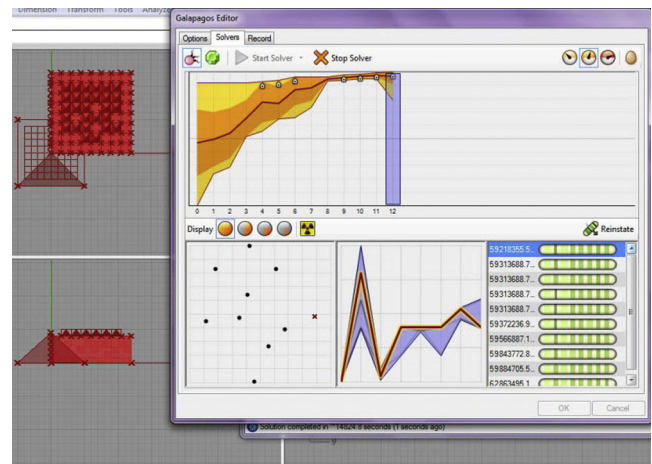 Dimension Transform Tools Analyze
Galapagos Editor
Options Solvers Record
Start Solver Stop Solver
0 1 2 3 4 5 6 7 8 9 10 11 12
Display Reinstate
59218355.5..
59313688.7..
59313688.7..
59313688.7..
59313688.7..
59372236.9..
59566887.1..
59843772.8..
59884705.5..
62863495.1
OK Cancel
Solution completed in ~14824.8 seconds (1 seconds ago)